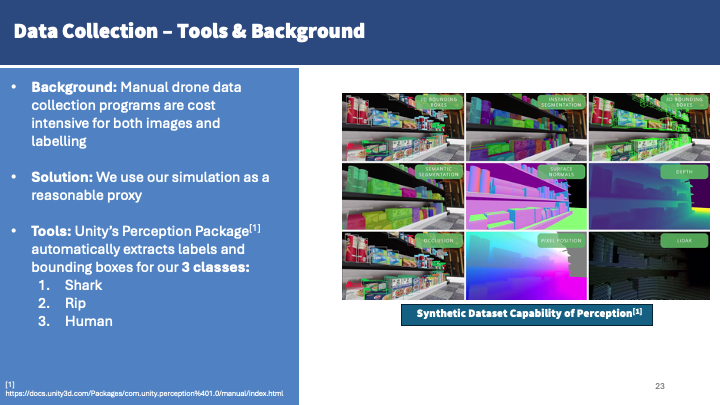 Data Collection – Tools & Background
• Background: Manual drone data
collection programs are cost
intensive for both images and
labelling
• Solution: We use our simulation as a
reasonable proxy
• Tools: Unity's Perception Package[1]
automatically extracts labels and
bounding boxes for our 3 classes:
1. Shark
2. Rip
3. Human
[1]
https://docs.unity3d.com/Packages/com.unity.perception%401.0/manual/index.html
2D BOUNDING
BOXES
INSTANCE
SEGMENTATION
3D BOUNDING
BOXES
SEMANTIC
SEGMENTATION
SURFACE
NORMALS
DEPTH
OCCLUSION
PIXEL POSITION
LIDAR
Synthetic Dataset Capability of Perception[1]
23